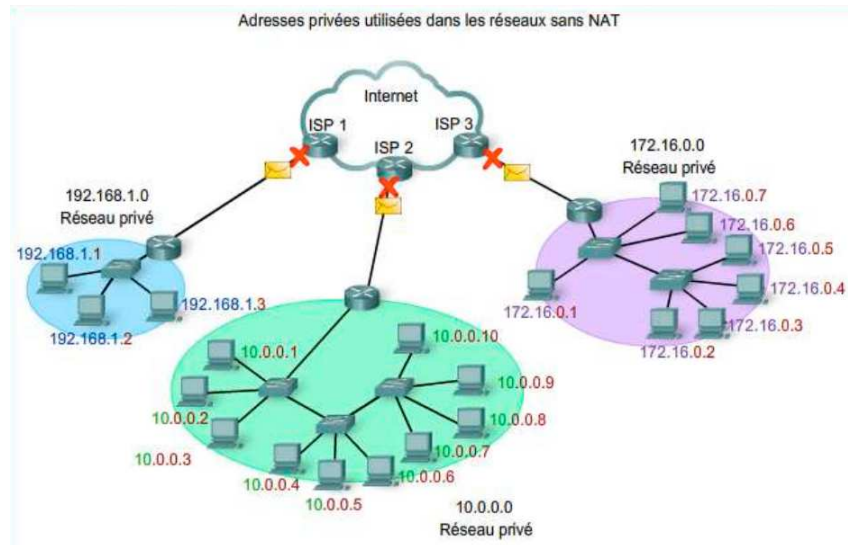 Adresses privées utilisées dans les réseaux sans NAT
Internet
ISP 1
ISP 2
ISP 3
192.168.1.0
Réseau privé
192.168.1.1
192.168.1.2
192.168.1.3
172.16.0.0
Réseau privé
172.16.0.7
172.16.0.6
172.16.0.5
172.16.0.4
172.16.0.3
172.16.0.2
172.16.0.1
10.0.0.1
10.0.0.2
10.0.0.3
10.0.0.4
10.0.0.5
10.0.0.6
10.0.0.7
10.0.0.8
10.0.0.9
10.0.0.10
10.0.0.0
Réseau privé